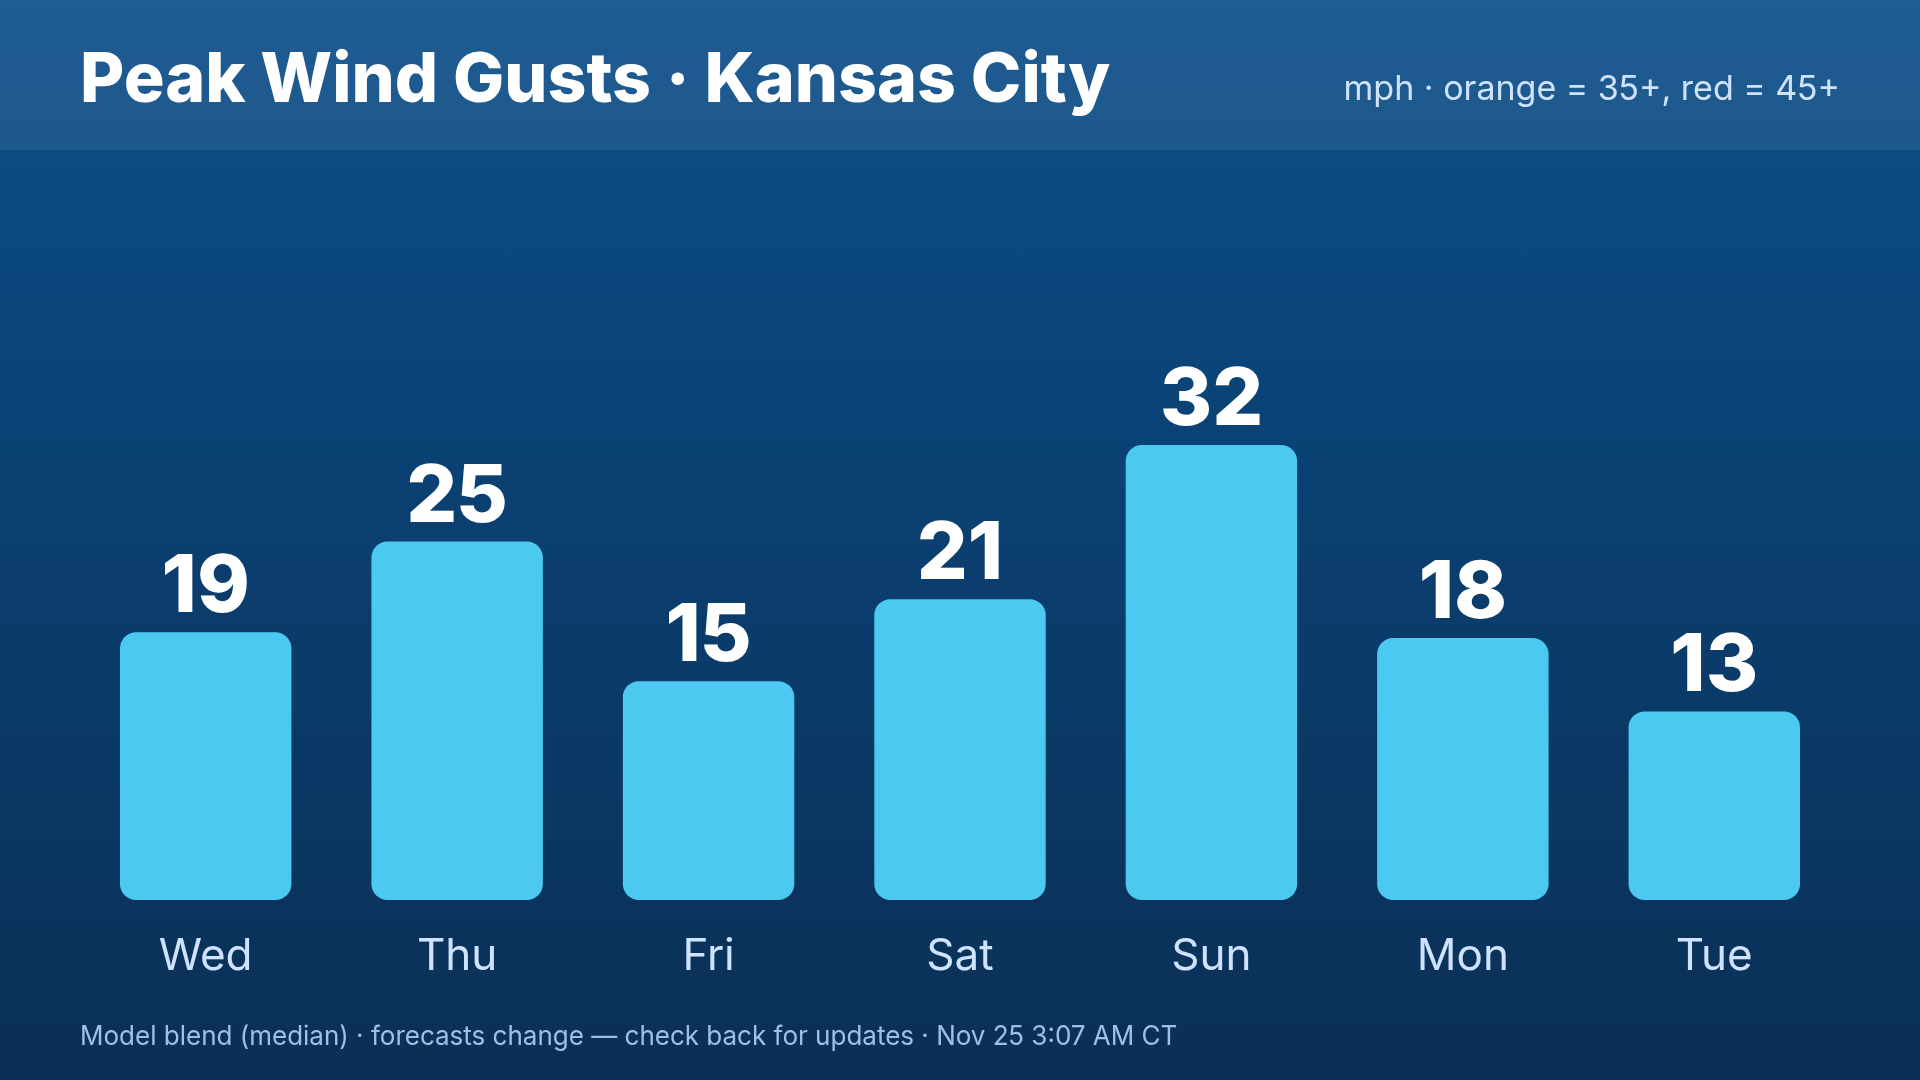 Peak Wind Gusts · Kansas City
mph · orange = 35+, red = 45+
19
25
15
21
32
18
13
Wed
Thu
Fri
Sat
Sun
Mon
Tue
Model blend (median) · forecasts change — check back for updates · Nov 25 3:07 AM CT